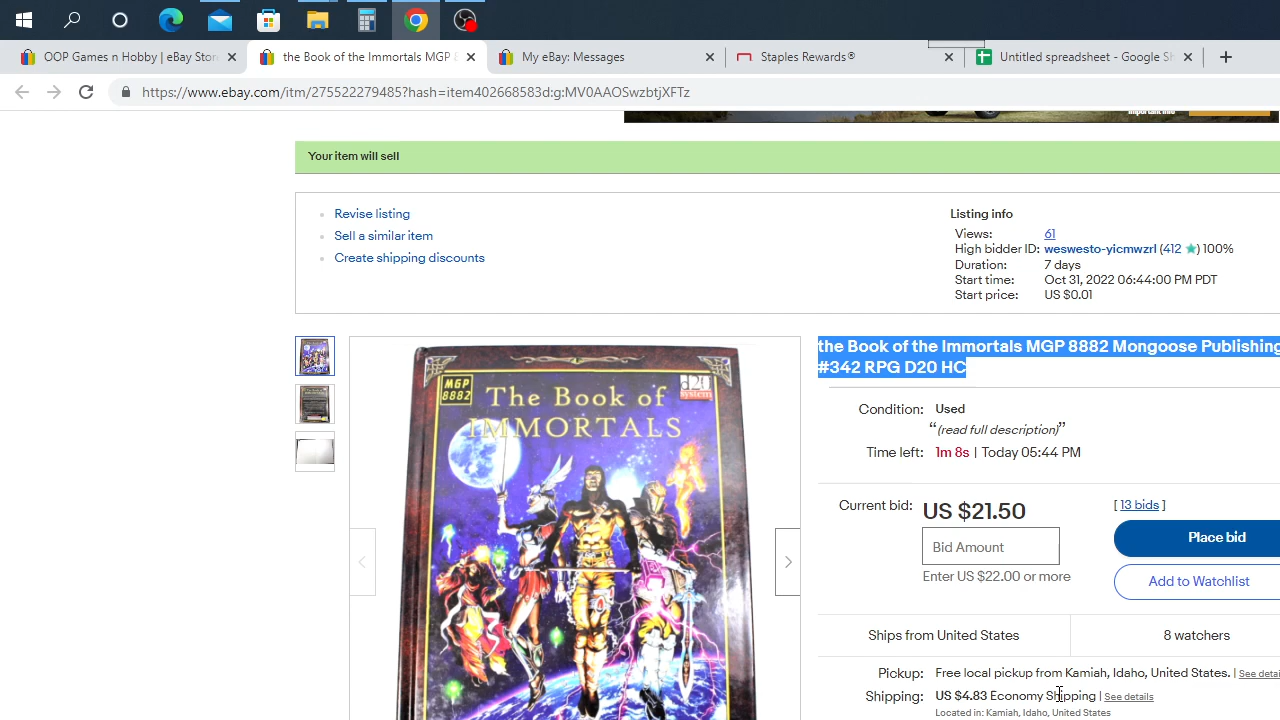 OOP Games n Hobby | eBay Stor
the Book of the Immortals MGP 8
My eBay: Messages
Staples Rewards®
Untitled spreadsheet - Google Sh
https://www.ebay.com/itm/275522279485?hash=item402668583d:g:MV0AAOSwzbtjXFTz
Your item will sell
Revise listing
Sell a similar item
Create shipping discounts
Listing info
Views: 61
High bidder ID: weswesto-yicmwzrl (412 ★) 100%
Duration: 7 days
Start time: Oct 31, 2022 06:44:00 PM PDT
Start price: US $0.01
the Book of the Immortals MGP 8882 Mongoose Publishing
#342 RPG D20 HC
Condition: Used
“(read full description)”
Time left: 1m 8s | Today 05:44 PM
Current bid: US $21.50 [ 13 bids ]
Bid Amount
Place bid
Enter US $22.00 or more
Add to Watchlist
Ships from United States
8 watchers
Pickup: Free local pickup from Kamiah, Idaho, United States. | See detai
Shipping: US $4.83 Economy Shipping | See details
Located in: Kamiah, Idaho, United States
MGP
8882
d20
system
The Book of
IMMORTALS